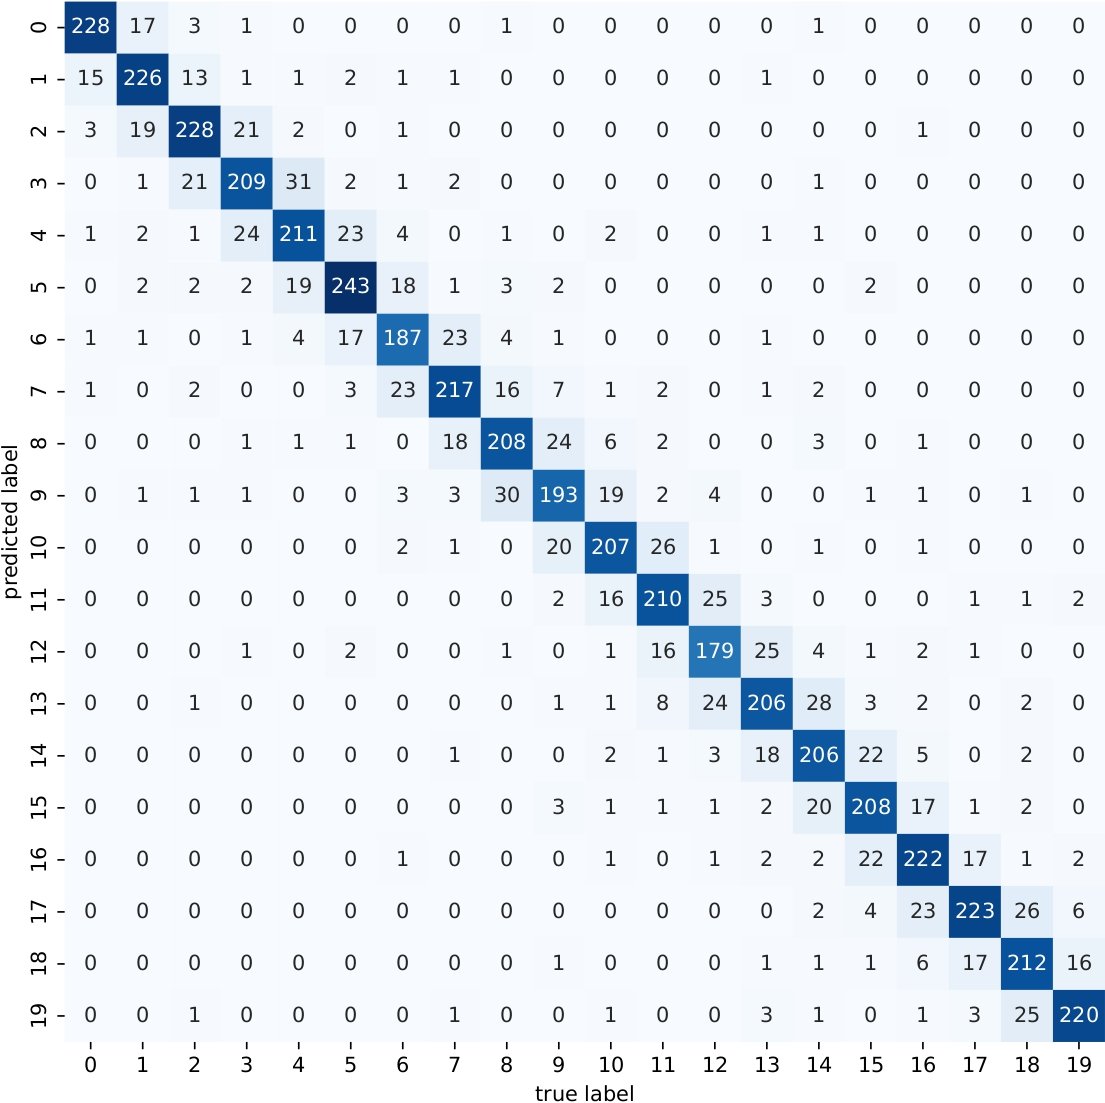 0 228 17 3 1 0 0 0 0 1 0 0 0 0 0 1 0 0 0 0 0
1 15 226 13 1 1 2 1 1 0 0 0 0 0 1 0 0 0 0 0 0
2 3 19 228 21 2 0 1 0 0 0 0 0 0 0 0 0 1 0 0 0
3 0 1 21 209 31 2 1 2 0 0 0 0 0 0 1 0 0 0 0 0
4 1 2 1 24 211 23 4 0 1 0 2 0 0 1 1 0 0 0 0 0
5 0 2 2 2 19 243 18 1 3 2 0 0 0 0 0 2 0 0 0 0
6 1 1 0 1 4 17 187 23 4 1 0 0 0 1 0 0 0 0 0 0
7 1 0 2 0 0 3 23 217 16 7 1 2 0 1 2 0 0 0 0 0
8 0 0 0 1 1 1 0 18 208 24 6 2 0 0 3 0 1 0 0 0
9 0 1 1 1 0 0 3 3 30 193 19 2 4 0 0 1 1 0 1 0
10 0 0 0 0 0 0 2 1 0 20 207 26 1 0 1 0 1 0 0 0
11 0 0 0 0 0 0 0 0 0 2 16 210 25 3 0 0 0 1 1 2
12 0 0 0 1 0 2 0 0 1 0 1 16 179 25 4 1 2 1 0 0
13 0 0 1 0 0 0 0 0 0 1 1 8 24 206 28 3 2 0 2 0
14 0 0 0 0 0 0 0 1 0 0 2 1 3 18 206 22 5 0 2 0
15 0 0 0 0 0 0 0 0 0 3 1 1 1 2 20 208 17 1 2 0
16 0 0 0 0 0 0 1 0 0 0 1 0 1 2 2 22 222 17 1 2
17 0 0 0 0 0 0 0 0 0 0 0 0 0 0 2 4 23 223 26 6
18 0 0 0 0 0 0 0 0 0 1 0 0 0 1 1 1 6 17 212 16
19 0 0 1 0 0 0 0 1 0 0 1 0 0 3 1 0 1 3 25 220
0 1 2 3 4 5 6 7 8 9 10 11 12 13 14 15 16 17 18 19
true label
predicted label